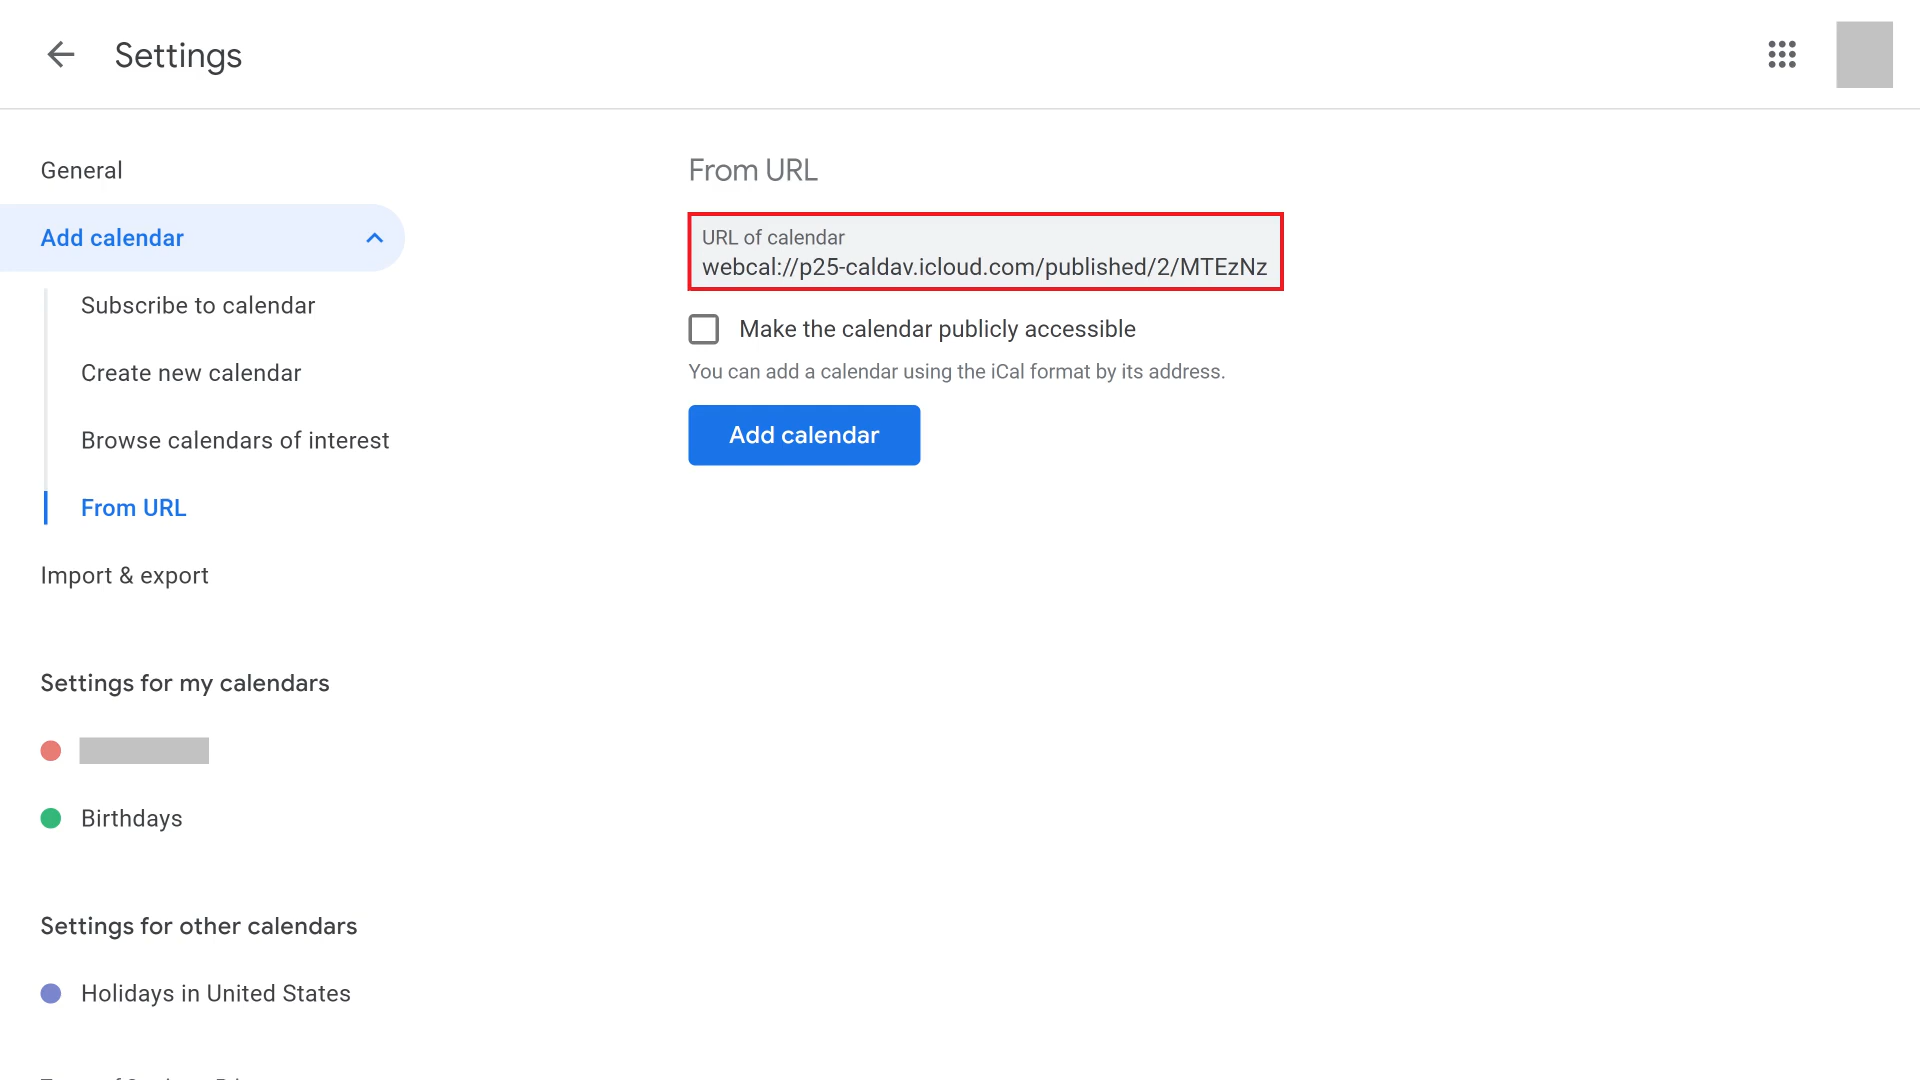 Settings
General
Add calendar
Subscribe to calendar
Create new calendar
Browse calendars of interest
From URL
Import & export
Settings for my calendars
Birthdays
Settings for other calendars
Holidays in United States
From URL
URL of calendar
webcal://p25-caldav.icloud.com/published/2/MTEzNz
Make the calendar publicly accessible
You can add a calendar using the iCal format by its address.
Add calendar